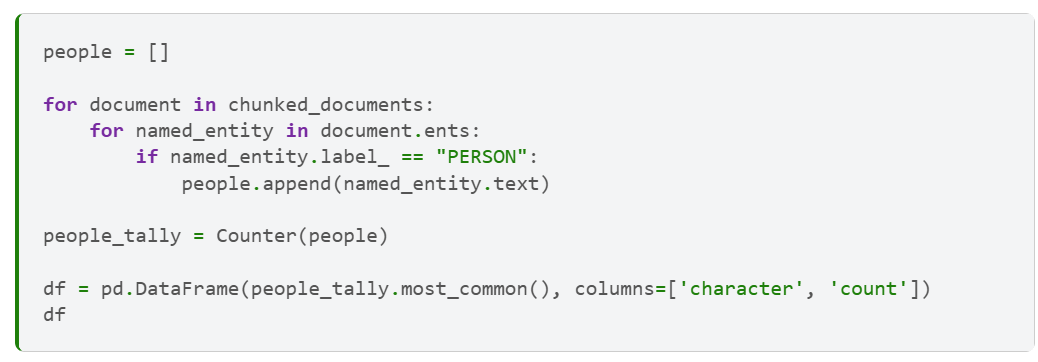 people = []
for document in chunked_documents:
    for named_entity in document.ents:
        if named_entity.label_ == "PERSON":
            people.append(named_entity.text)
people_tally = Counter(people)
df = pd.DataFrame(people_tally.most_common(), columns=['character', 'count'])
df